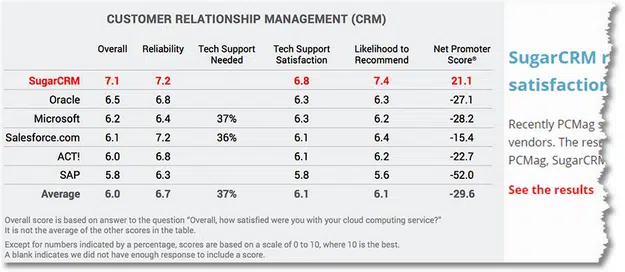 CUSTOMER RELATIONSHIP MANAGEMENT (CRM)
Overall Reliability Tech Support Needed Tech Support Satisfaction Likelihood to Recommend Net Promoter Score®
SugarCRM 7.1 7.2 6.8 7.4 21.1
Oracle 6.5 6.8 6.3 6.3 -27.1
Microsoft 6.2 6.4 37% 6.3 6.2 -28.2
Salesforce.com 6.1 7.2 36% 6.1 6.4 -15.4
ACT! 6.0 6.8 6.1 6.2 -22.7
SAP 5.8 6.3 5.8 5.6 -52.0
Average 6.0 6.7 37% 6.1 6.1 -29.6
Overall score is based on answer to the question “Overall, how satisfied were you with your cloud computing service?”
It is not the average of the other scores in the table.
Except for numbers indicated by a percentage, scores are based on a scale of 0 to 10, where 10 is the best.
A blank indicates we did not have enough response to include a score.
SugarCRM
satisfaction
Recently PCMag
vendors. The
PCMag, SugarCRM
See the results